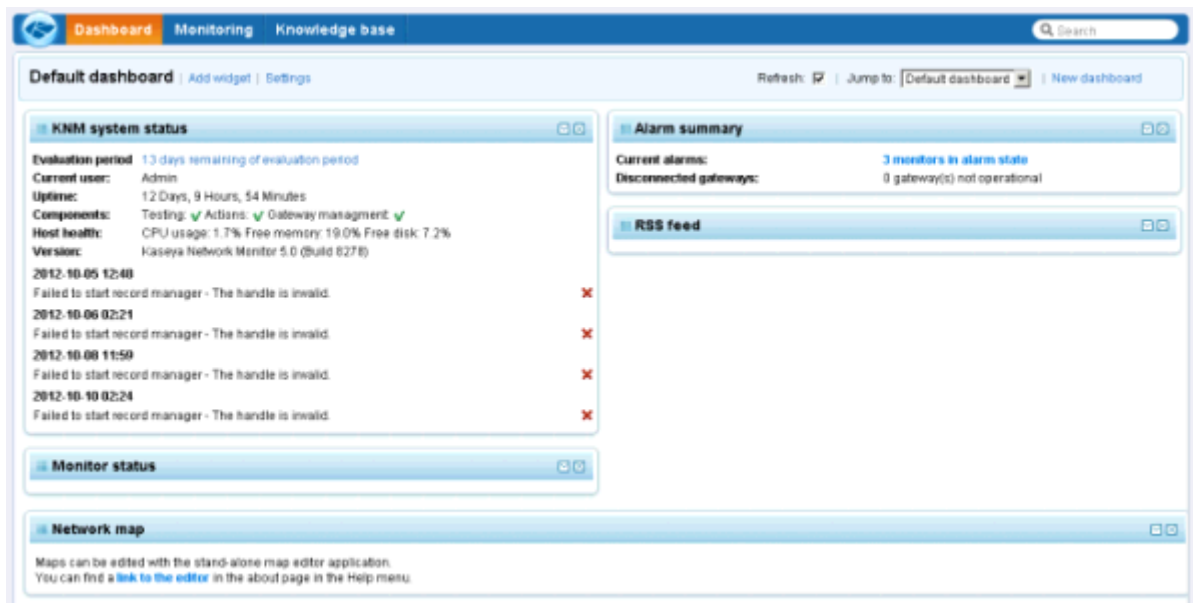 Dashboard Monitoring Knowledge base Search
Default dashboard | Add widget | Settings Refresh: | Jump to: Default dashboard | New dashboard
KNM system status
Evaluation period 13 days remaining of evaluation period
Current user: Admin
Uptime: 12 Days, 9 Hours, 54 Minutes
Components: Testing: Actions: Gateway managment:
Host health: CPU usage: 1.7% Free memory: 19.0% Free disk: 7.2%
Version: Kaseya Network Monitor 5.0 (Build 8278)
2012-10-05 12:48
Failed to start record manager - The handle is invalid.
2012-10-06 02:21
Failed to start record manager - The handle is invalid.
2012-10-08 11:59
Failed to start record manager - The handle is invalid.
2012-10-10 02:24
Failed to start record manager - The handle is invalid.
Monitor status
Alarm summary
Current alarms: 3 monitors in alarm state
Disconnected gateways: 0 gateway(s) not operational
RSS feed
Network map
Maps can be edited with the stand-alone map editor application.
You can find a link to the editor in the about page in the Help menu.